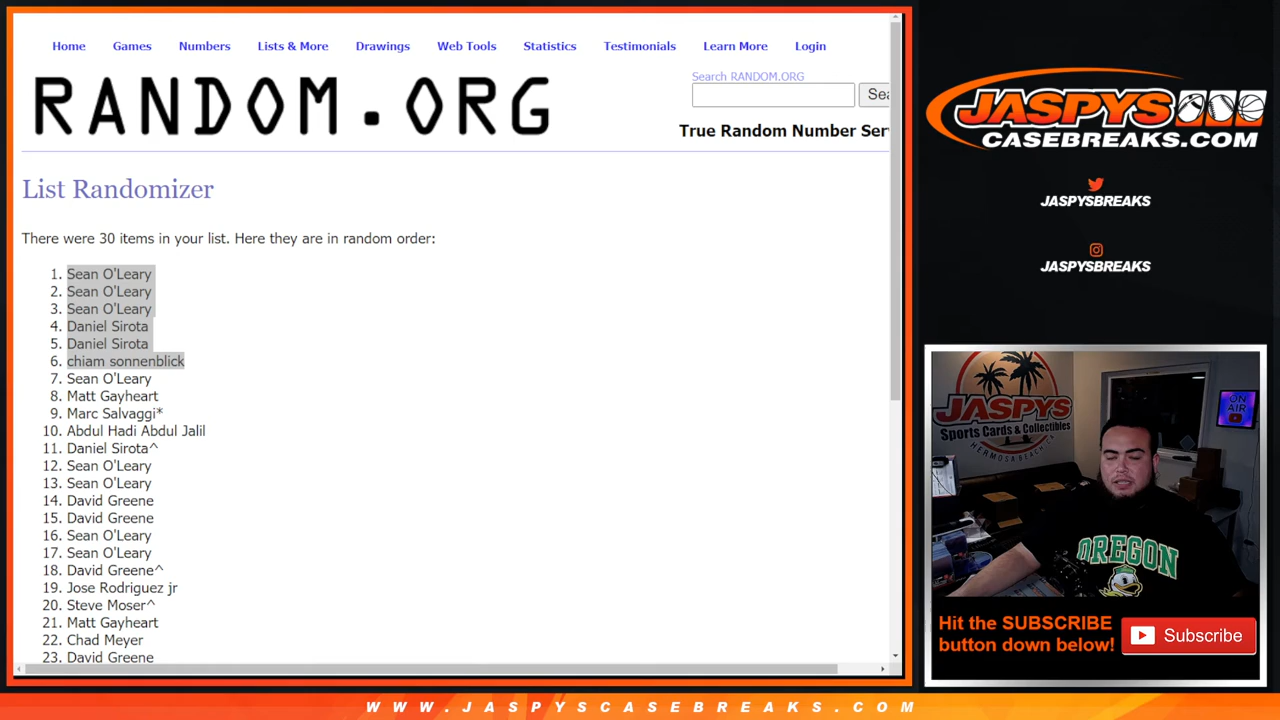 Home Games Numbers Lists & More Drawings Web Tools Statistics Testimonials Learn More Login
RANDOM.ORG
Search RANDOM.ORG
Sea
True Random Number Ser
List Randomizer
There were 30 items in your list. Here they are in random order:
1. Sean O'Leary
2. Sean O'Leary
3. Sean O'Leary
4. Daniel Sirota
5. Daniel Sirota
6. chiam sonnenblick
7. Sean O'Leary
8. Matt Gayheart
9. Marc Salvaggi*
10. Abdul Hadi Abdul Jalil
11. Daniel Sirota^
12. Sean O'Leary
13. Sean O'Leary
14. David Greene
15. David Greene
16. Sean O'Leary
17. Sean O'Leary
18. David Greene^
19. Jose Rodriguez jr
20. Steve Moser^
21. Matt Gayheart
22. Chad Meyer
23. David Greene
JASPYS
CASEBREAKS.COM
JASPYSBREAKS
JASPYSBREAKS
JASPYS
Sports Cards & Collectibles
HERMOSA BEACH, CA
ON AIR
OREGON
Hit the SUBSCRIBE
button down below!
Subscribe
WWW.JASPYSCASEBREAKS.COM